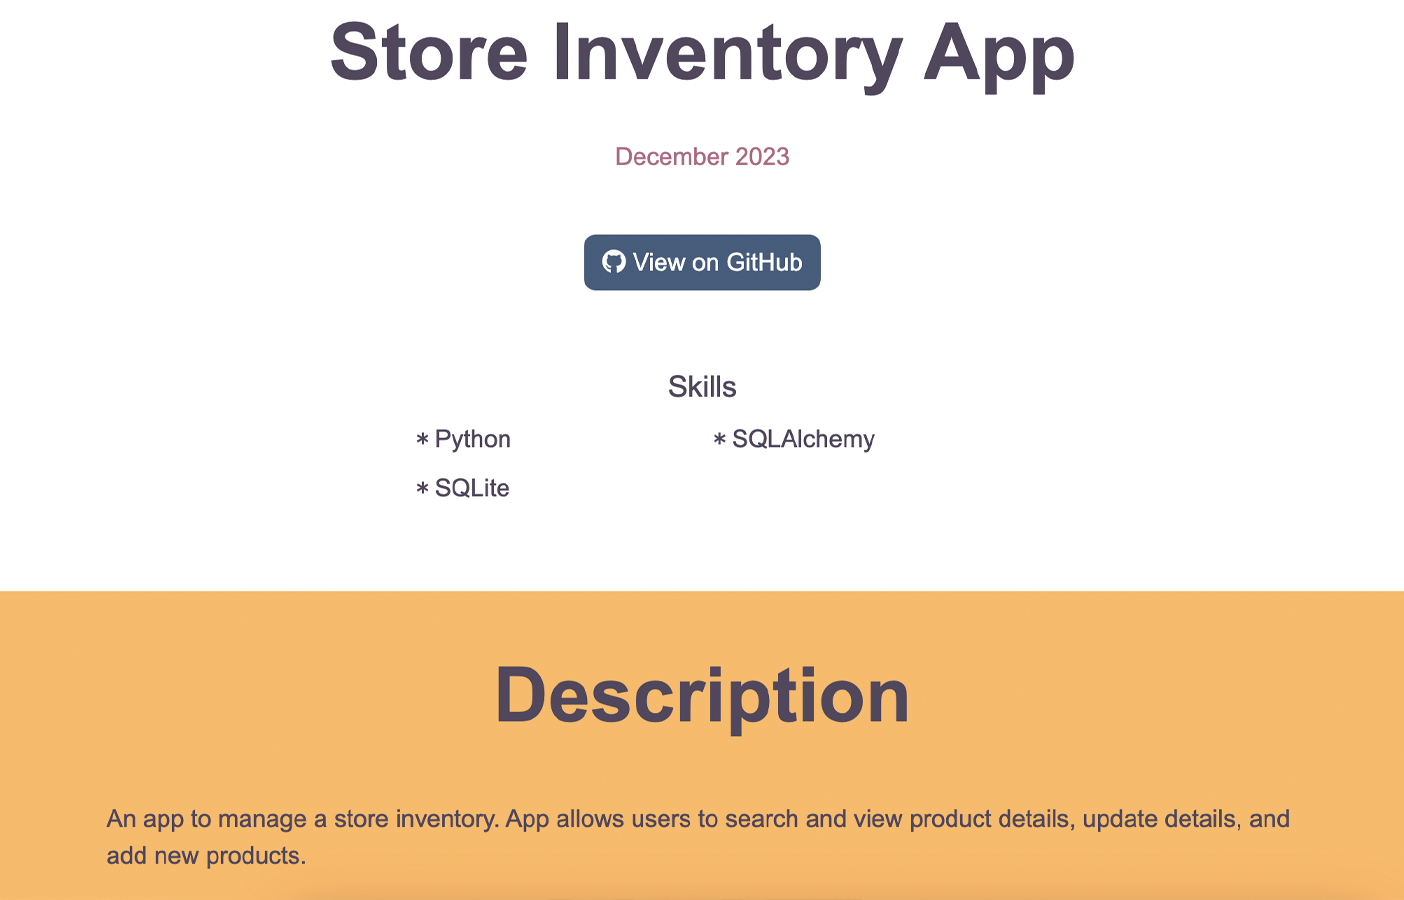 Store Inventory App
December 2023
View on GitHub
Skills
* Python
* SQLAlchemy
* SQLite
Description
An app to manage a store inventory. App allows users to search and view product details, update details, and
add new products.